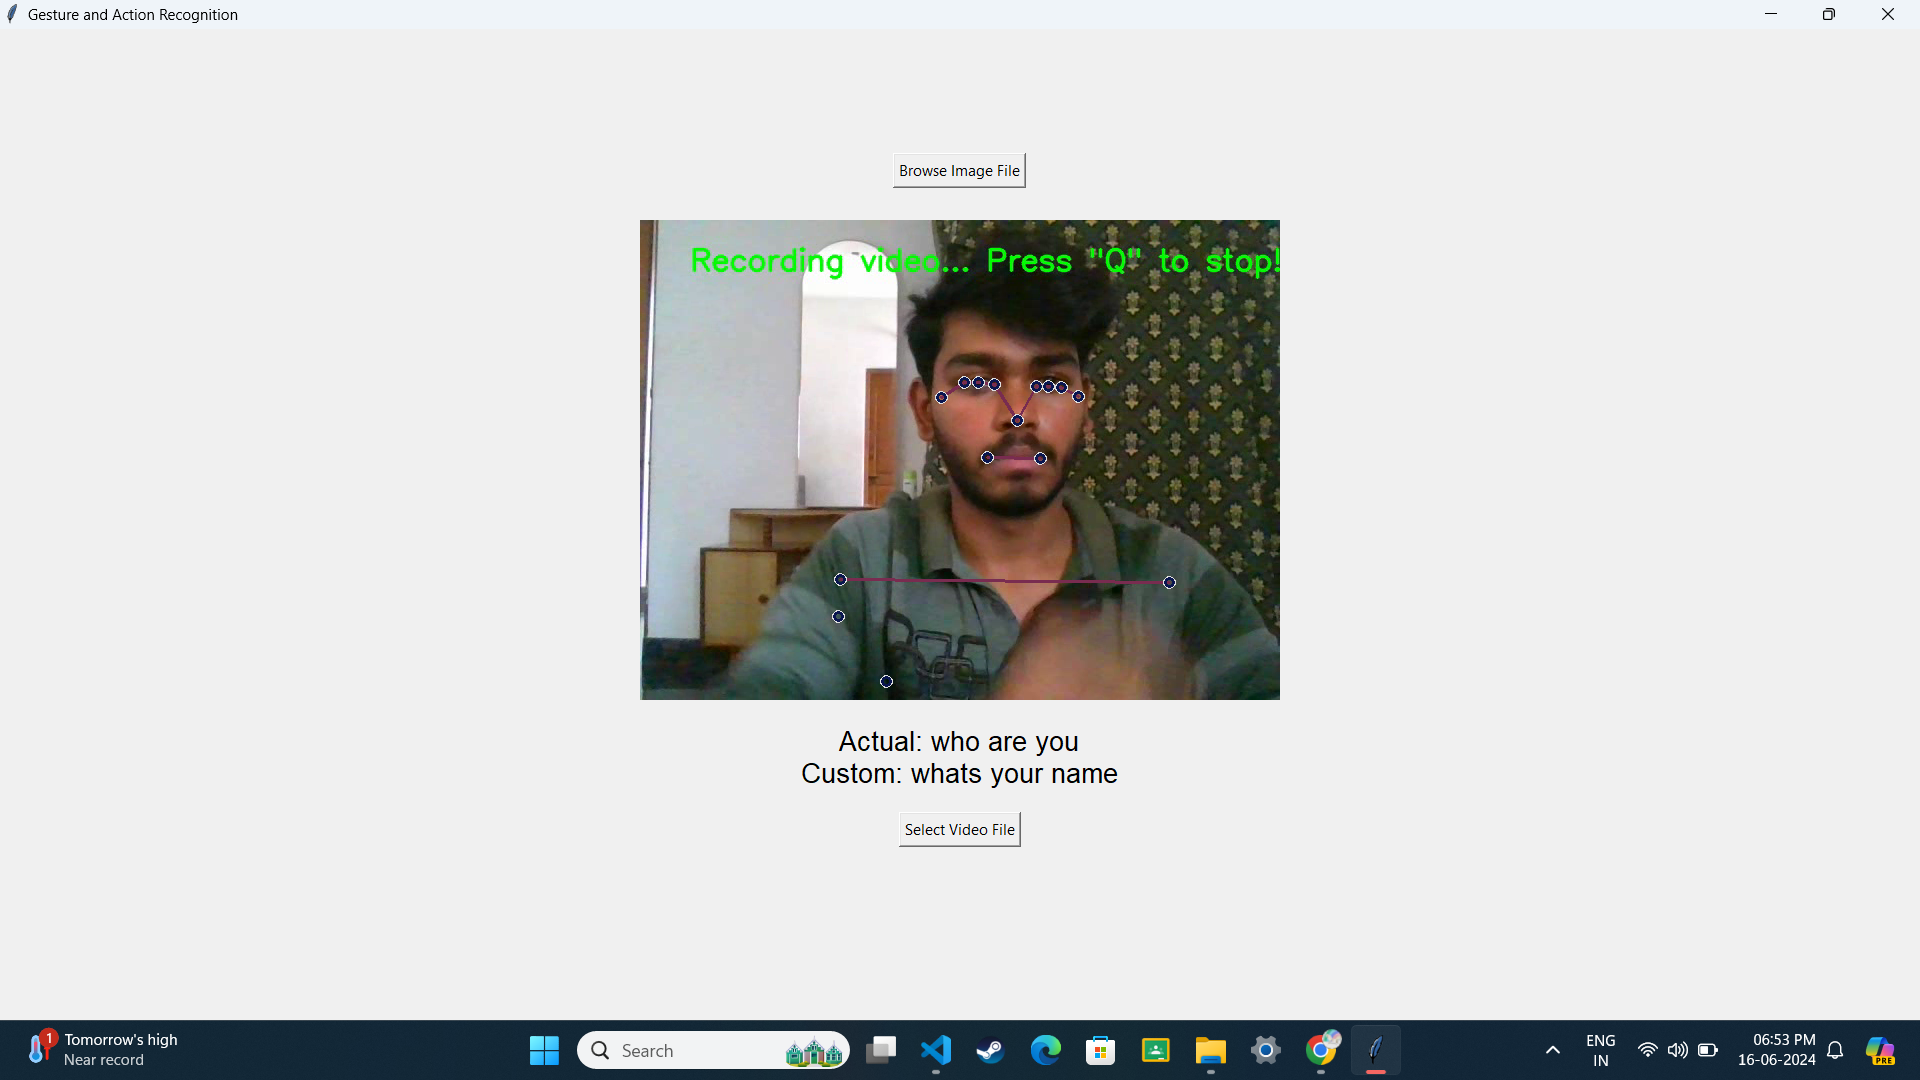 Gesture and Action Recognition
Browse Image File
Recording video... Press "Q" to stop!
Actual: who are you
Custom: whats your name
Select Video File
1
Tomorrow's high
Near record
Search
ENG
IN
06:53 PM
16-06-2024
PRE